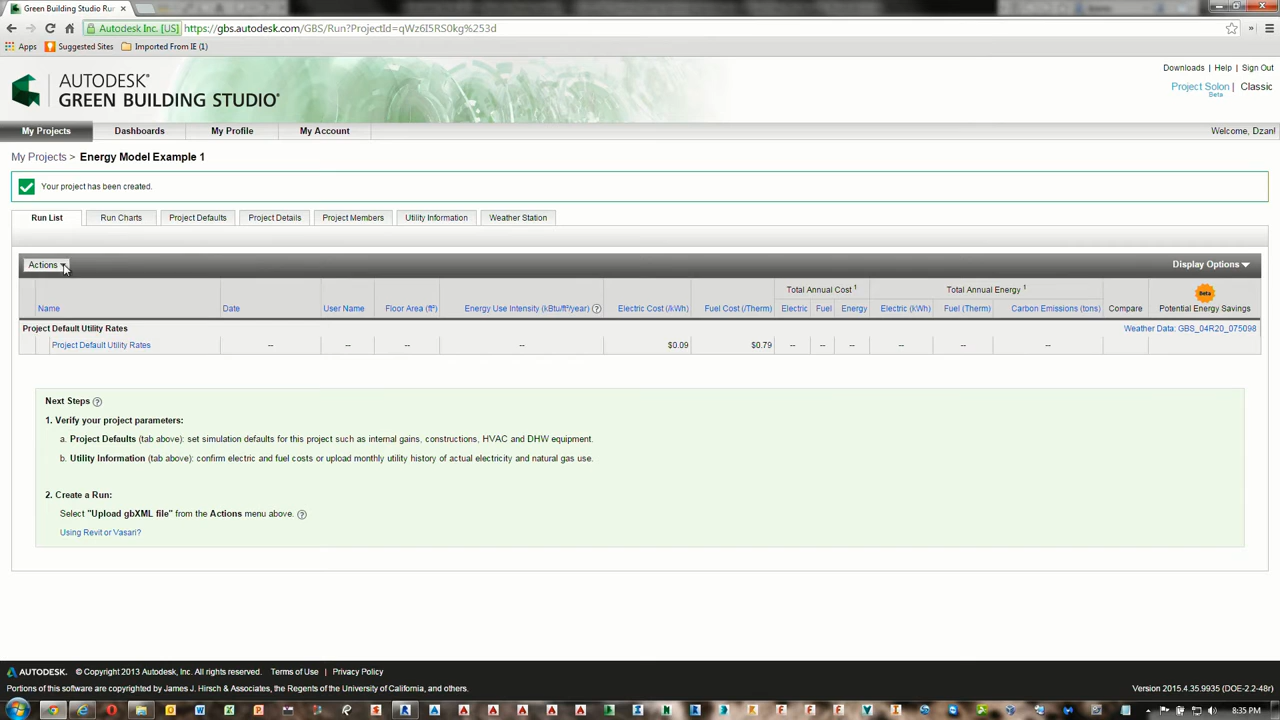 Green Building Studio Run
Autodesk Inc. [US] https://gbs.autodesk.com/GBS/Run?ProjectId=qWz6I5RS0kg%253d
Apps Suggested Sites Imported From IE (1)
AUTODESK®
GREEN BUILDING STUDIO®
Downloads | Help | Sign Out
Project Solon | Classic
Beta
My Projects Dashboards My Profile My Account Welcome, Dzan!
My Projects > Energy Model Example 1
Your project has been created.
Run List Run Charts Project Defaults Project Details Project Members Utility Information Weather Station
Actions Display Options
Total Annual Cost 1 Total Annual Energy 1 Beta
Name Date User Name Floor Area (ft²) Energy Use Intensity (kBtu/ft²/year) ? Electric Cost (/kWh) Fuel Cost (/Therm) Electric Fuel Energy Electric (kWh) Fuel (Therm) Carbon Emissions (tons) Compare Potential Energy Savings
Project Default Utility Rates
Weather Data: GBS_04R20_075098
Project Default Utility Rates -- -- -- -- $0.09 $0.79 -- -- -- -- -- --
Next Steps ?
1. Verify your project parameters:
a. Project Defaults (tab above): set simulation defaults for this project such as internal gains, constructions, HVAC and DHW equipment.
b. Utility Information (tab above): confirm electric and fuel costs or upload monthly utility history of actual electricity and natural gas use.
2. Create a Run:
Select "Upload gbXML file" from the Actions menu above. ?
Using Revit or Vasari?
AUTODESK. © Copyright 2013 Autodesk, Inc. All rights reserved. Terms of Use | Privacy Policy
Portions of this software are copyrighted by James J. Hirsch & Associates, the Regents of the University of California, and others. Version 2015.4.35.9935 (DOE-2.2-48r)
8:35 PM